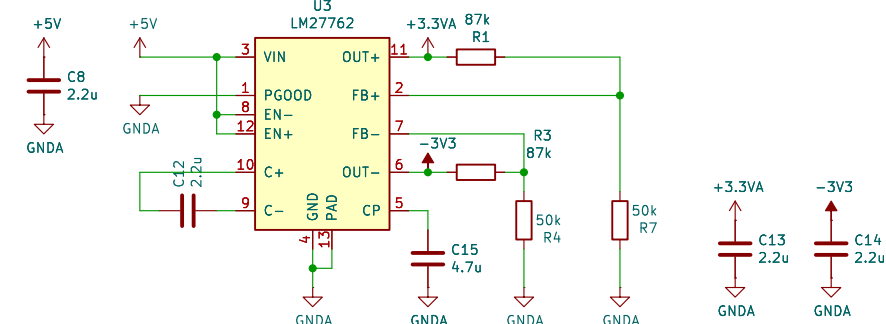 U3
LM27762
+5V
C8
2.2u
GNDA
+5V
GNDA
3
VIN
1
PGOOD
8
EN-
12
EN+
10
C+
9
C-
C12
2.2u
OUT+
11
FB+
2
FB-
7
OUT-
6
CP
5
GND
4
PAD
13
GNDA
+3.3VA
87k
R1
-3V3
R3
87k
50k
R4
GNDA
50k
R7
GNDA
C15
4.7u
GNDA
+3.3VA
C13
2.2u
GNDA
-3V3
C14
2.2u
GNDA